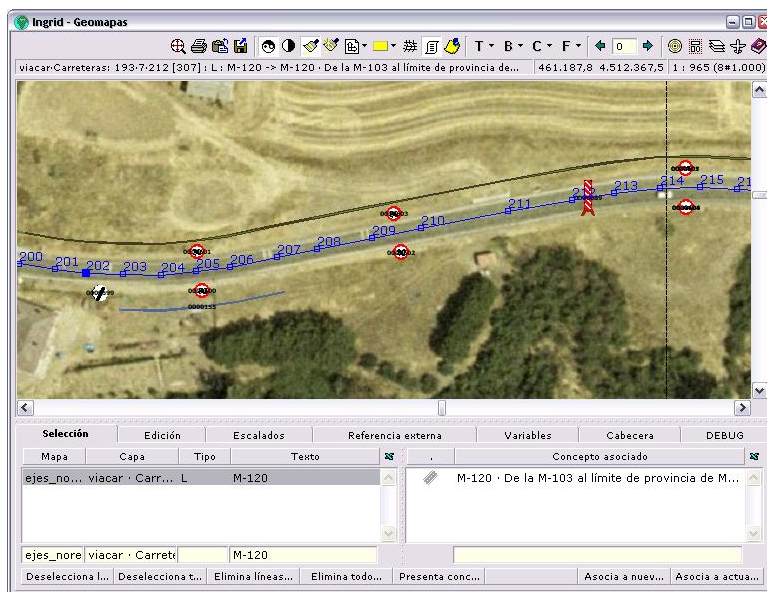 Ingrid - Geomapas
T B C F 0
viacar·Carreteras: 193·7·212 [307] : L : M-120 -> M-120 · De la M-103 al límite de provincia de... 461.187,8 4.512.367,5 1 : 965 (8#1.000)
200 201 202 203 204 205 206 207 208 209 210 211 212 213 214 215
Selección Edición Escalados Referencia externa Variables Cabecera DEBUG
Mapa Capa Tipo Texto . Concepto asociado
ejes_no... viacar · Carr... L M-120 M-120 · De la M-103 al límite de provincia de M...
ejes_nore viacar · Carrete M-120
Deselecciona l... Deselecciona t... Elimina líneas... Elimina todo... Presenta conc... Asocia a nuev... Asocia a actua...